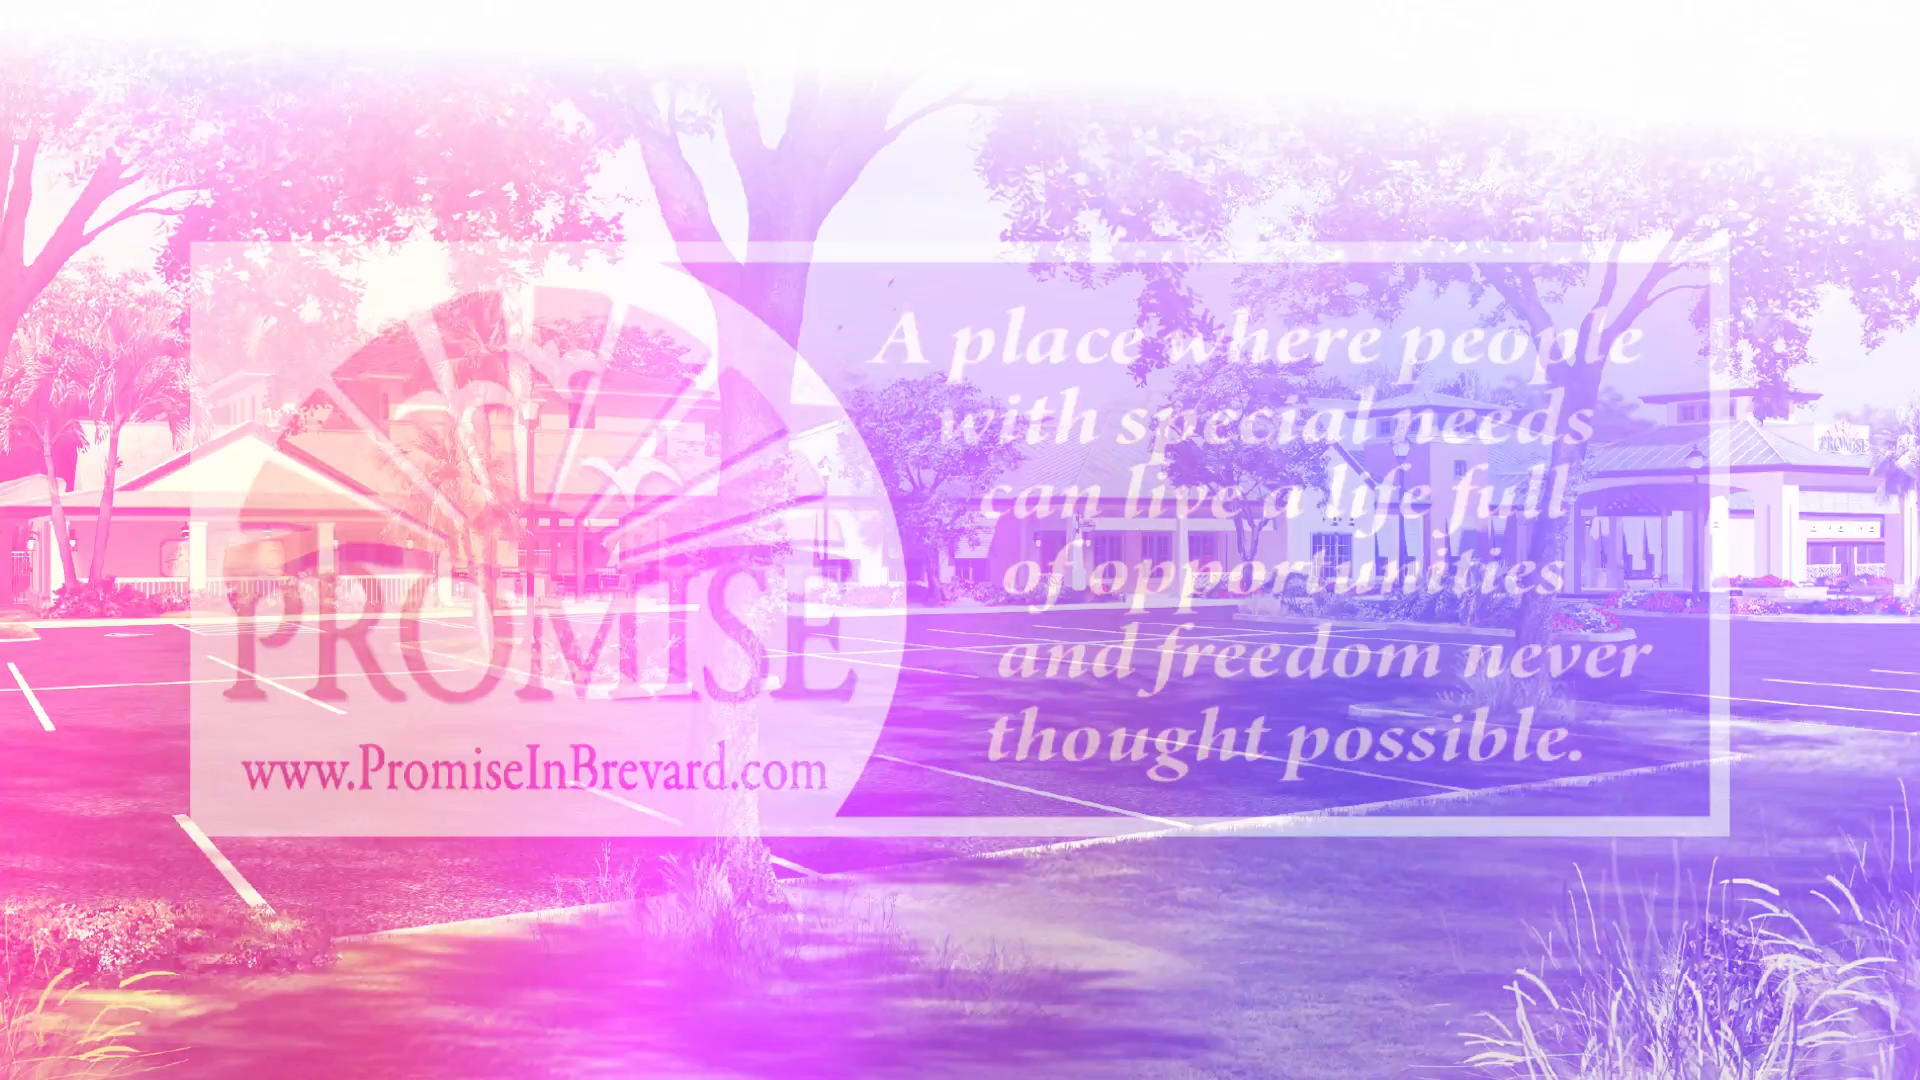 PROMISE
www.PromiseInBrevard.com
A place where people
with special needs
can live a life full
of opportunities
and freedom never
thought possible.
PROMISE